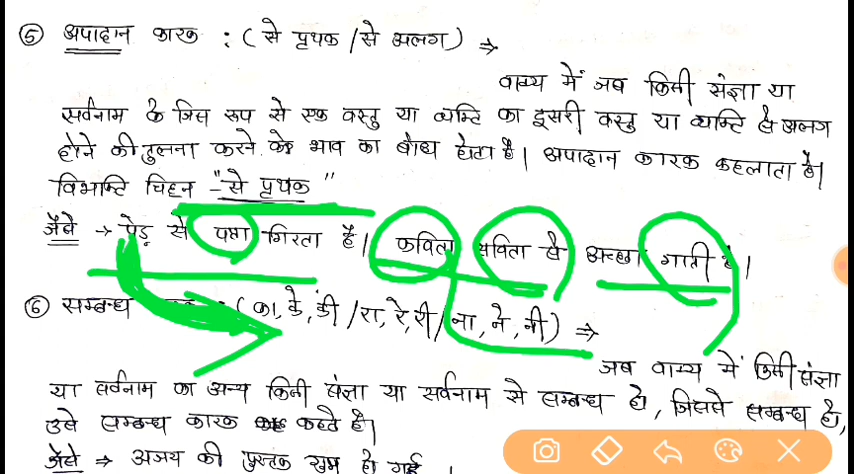 ⑤ अपादान कारक : ( से पृथक / से अलग ) ⇒
वाक्य में जब किसी संज्ञा या
सर्वनाम के जिस रूप से एक वस्तु या व्यक्ति का दूसरी वस्तु या व्यक्ति से अलग
होने की तुलना करने के भाव का बोध होता है। अपादान कारक कहलाता है।
विभक्ति चिह्न - "से पृथक"
जैसे → पेड़ से पत्ता गिरता है। कविता सविता से अच्छा गाती है।
⑥ सम्बन्ध : ( का, के, की / रा, रे, री / ना, ने, नी ) ⇒
जब वाक्य में किसी संज्ञा
या सर्वनाम का अन्य किसी संज्ञा या सर्वनाम से सम्बन्ध हो, जिससे सम्बन्ध है,
उसे सम्बन्ध कारक कहते है।
जैसे ⇒ अजय की पुस्तक गुम हो गई